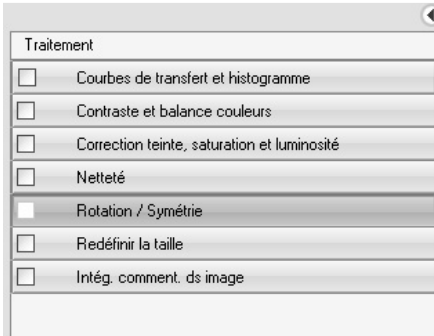 Traitement
Courbes de transfert et histogramme
Contraste et balance couleurs
Correction teinte, saturation et luminosité
Netteté
Rotation / Symétrie
Redéfinir la taille
Intég. comment. ds image